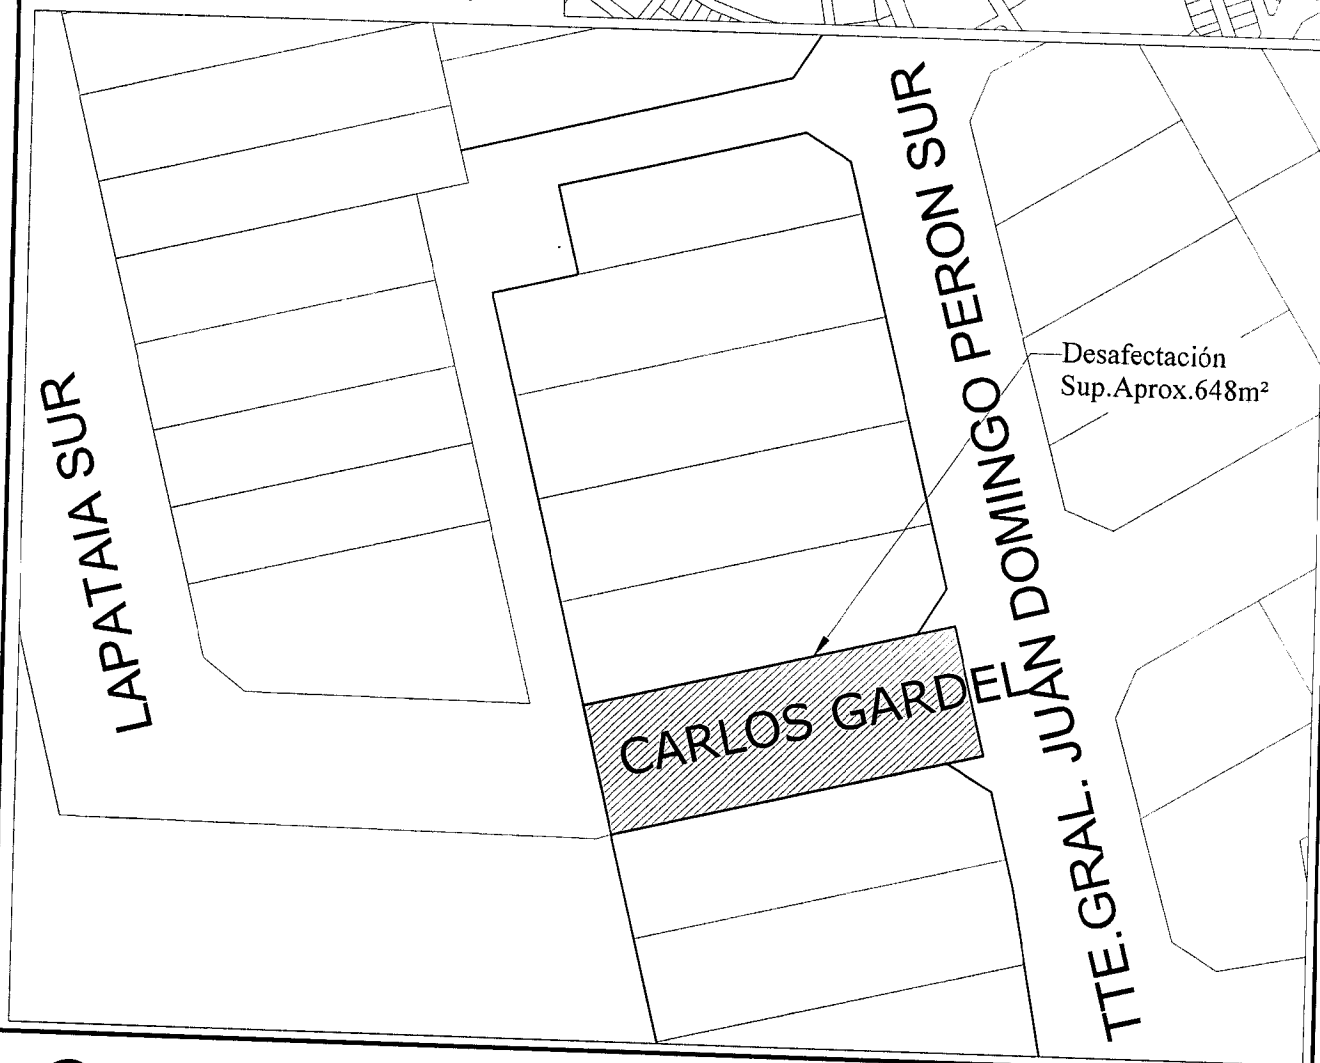 TTE.GRAL. JUAN DOMINGO PERON SUR
Desafectación
Sup.Aprox.648m²
LAPATAIA SUR
CARLOS GARDEL